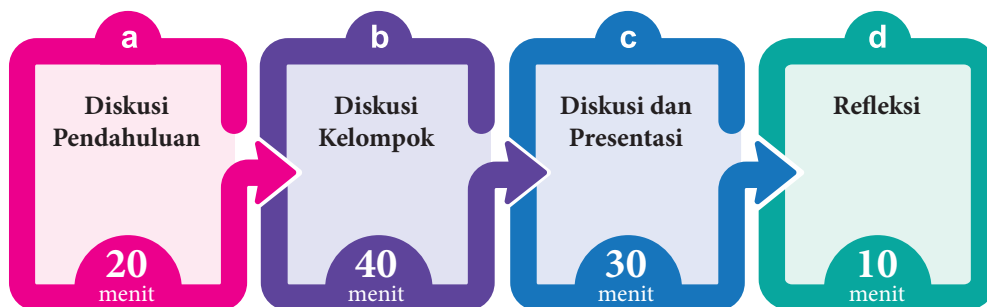 a
Diskusi
Pendahuluan
20
menit
b
Diskusi
Kelompok
40
menit
c
Diskusi dan
Presentasi
30
menit
d
Refleksi
10
menit